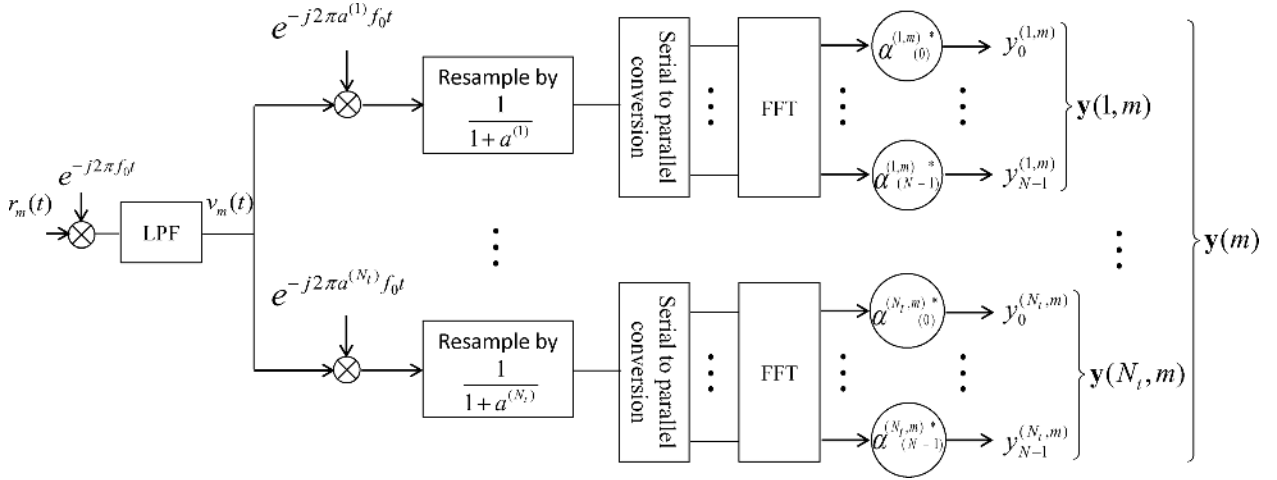 e^{-j2πa^{(1)}f_0t}
Resample by
\frac{1}{1+a^{(1)}}
Serial to parallel
conversion
FFT
α^{(1,m)*}_{(0)}
y_0^{(1,m)}
α^{(1,m)*}_{(N-1)}
y_{N-1}^{(1,m)}
y(1,m)
r_m(t)
e^{-j2πf_0t}
LPF
v_m(t)
y(m)
e^{-j2πa^{(N_t)}f_0t}
Resample by
\frac{1}{1+a^{(N_t)}}
Serial to parallel
conversion
FFT
α^{(N_t,m)*}_{(0)}
y_0^{(N_t,m)}
α^{(N_t,m)*}_{(N-1)}
y_{N-1}^{(N_t,m)}
y(N_t,m)